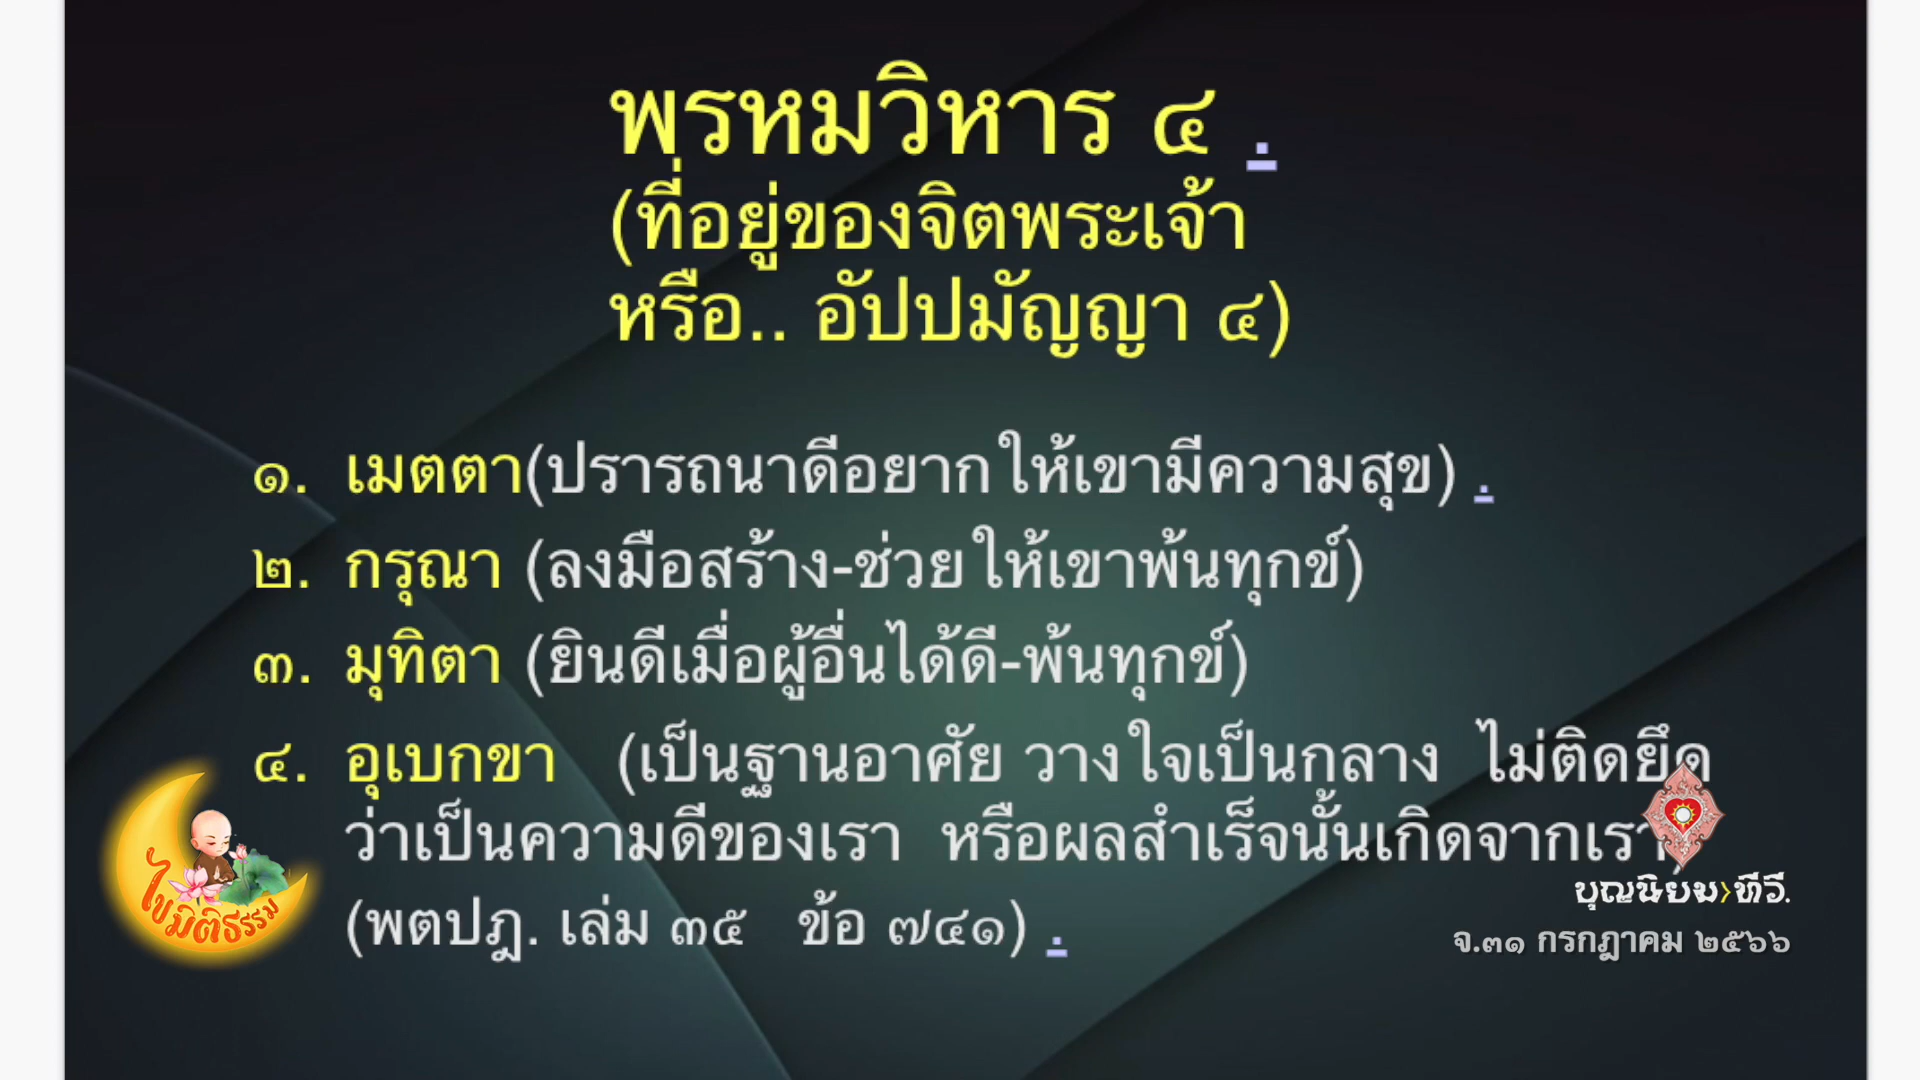 พรหมวิหาร ๔ .
(ที่อยู่ของจิตพระเจ้า
หรือ.. อัปปมัญญา ๔)
๑. เมตตา(ปรารถนาดีอยากให้เขามีความสุข) .
๒. กรุณา (ลงมือสร้าง-ช่วยให้เขาพ้นทุกข์)
๓. มุทิตา (ยินดีเมื่อผู้อื่นได้ดี-พ้นทุกข์)
๔. อุเบกขา (เป็นฐานอาศัย วางใจเป็นกลาง ไม่ติดยึด
ว่าเป็นความดีของเรา หรือผลสำเร็จนั้นเกิดจากเรา)
(พตปฎ. เล่ม ๓๕ ข้อ ๗๔๑) .
ไขมิติธรรม
บุญนิยม>ทีวี.
จ.๓๑ กรกฎาคม ๒๕๖๖